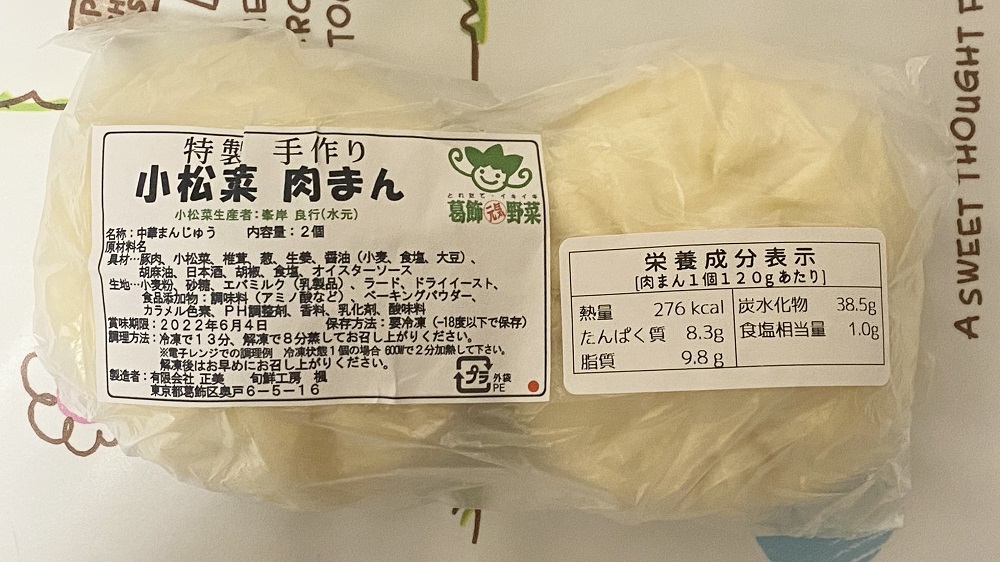 特製 手作り
小松菜 肉まん
小松菜生産者：峯岸 良行（水元）
とれたて・イキイキ
葛飾元気野菜
名称：中華まんじゅう 内容量：2個
原材料名
具材…豚肉、小松菜、椎茸、葱、生姜、醤油（小麦、食塩、大豆）、
胡麻油、日本酒、胡椒、食塩、オイスターソース
生地…小麦粉、砂糖、エバミルク（乳製品）、ラード、ドライイースト、
食品添加物：調味料（アミノ酸など）、ベーキングパウダー、
カラメル色素、PH調整剤、香料、乳化剤、酸味料
賞味期限：2022年6月4日 保存方法：要冷凍（-18度以下で保存）
調理方法：冷凍で13分、解凍で8分蒸してお召し上がりください。
※電子レンジでの調理例 冷凍状態1個の場合 600Wで2分加熱して下さい。
解凍後はお早めにお召し上がりください。
製造者：有限会社 正美 旬鮮工房 楓
東京都葛飾区奥戸6-5-16
プラ
外袋
PE
栄養成分表示
[肉まん1個120gあたり]
熱量 276 kcal 炭水化物 38.5g
たんぱく質 8.3g 食塩相当量 1.0g
脂質 9.8 g
A SWEET THOUGHT